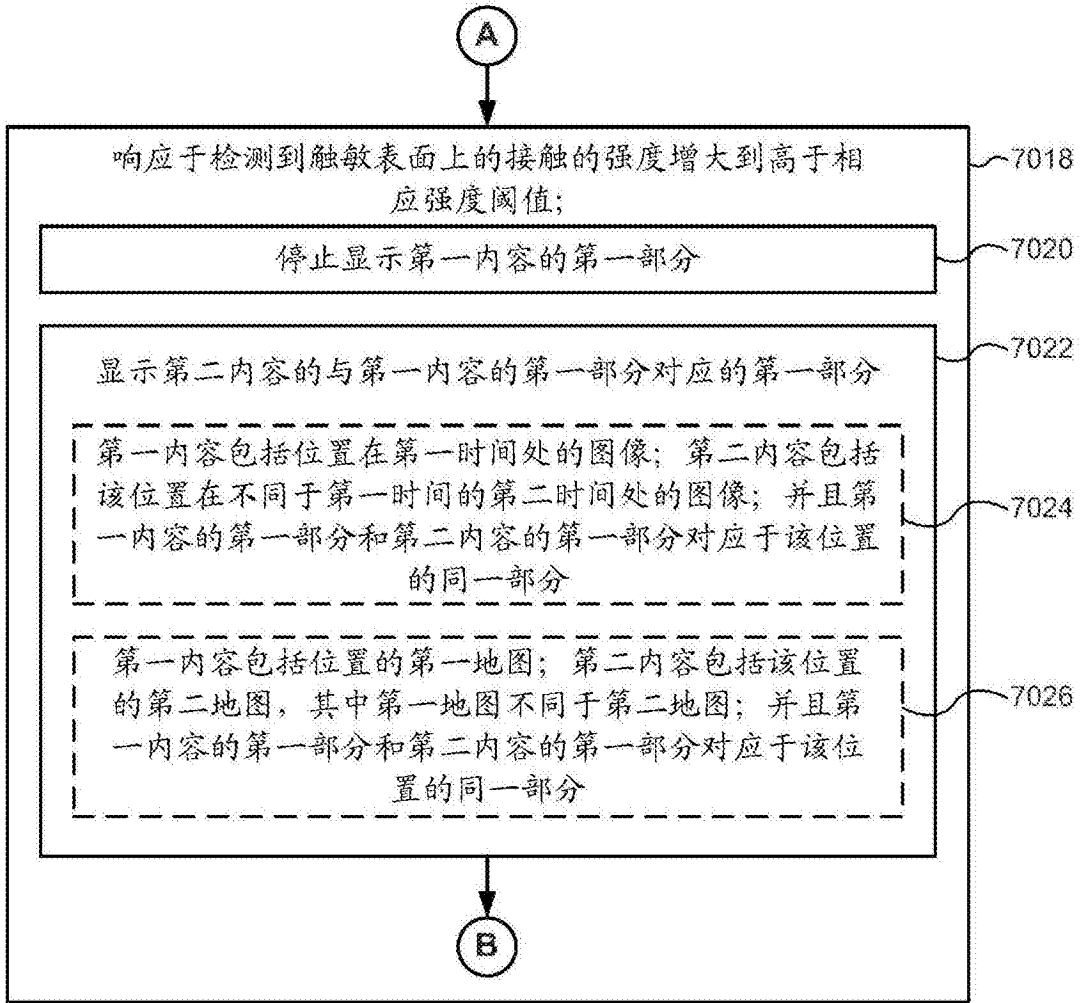 A
响应于检测到触敏表面上的接触的强度增大到高于相
应强度阈值;
7018
停止显示第一内容的第一部分
7020
显示第二内容的与第一内容的第一部分对应的第一部分
7022
第一内容包括位置在第一时间处的图像; 第二内容包括
该位置在不同于第一时间的第二时间处的图像; 并且第
一内容的第一部分和第二内容的第一部分对应于该位置
的同一部分
7024
第一内容包括位置的第一地图; 第二内容包括该位置
的第二地图, 其中第一地图不同于第二地图; 并且第
一内容的第一部分和第二内容的第一部分对应于该位
置的同一部分
7026
B